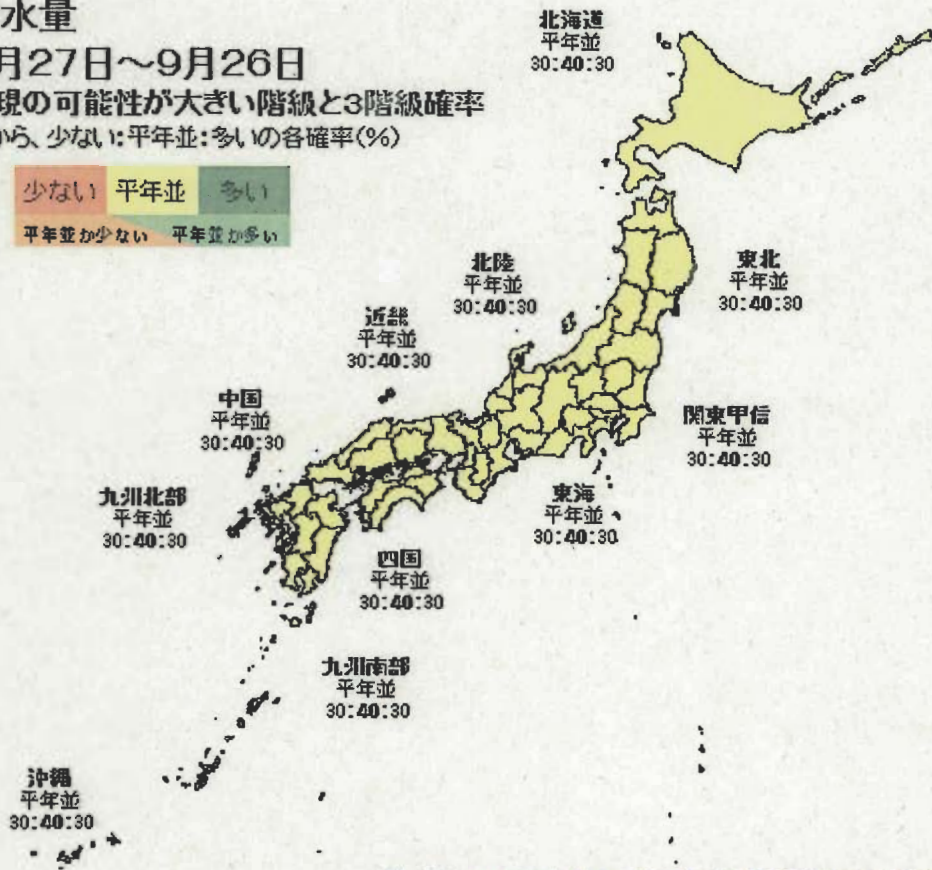 水量
月27日～9月26日
現の可能性が大きい階級と3階級確率
から、少ない:平年並:多いの各確率(%)
少ない 平年並 多い
平年並か少ない 平年並か多い
北海道
平年並
30:40:30
東北
平年並
30:40:30
北陸
平年並
30:40:30
近畿
平年並
30:40:30
中国
平年並
30:40:30
関東甲信
平年並
30:40:30
九州北部
平年並
30:40:30
東海
平年並
30:40:30
四国
平年並
30:40:30
九州南部
平年並
30:40:30
沖縄
平年並
30:40:30